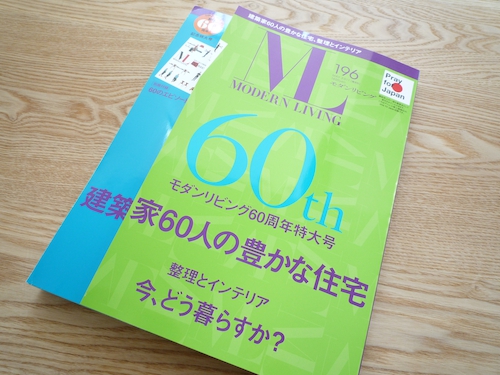 建築家60人の豊かな住宅、整理とインテリア
ML
MODERN LIVING
196
モダンリビング
Pray
for
Japan
60th
モダンリビング60周年特大号
建築家60人の豊かな住宅
整理とインテリア
今、どう暮らすか?